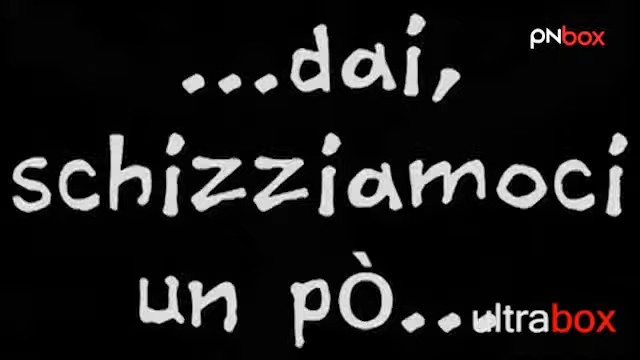 pnbox
...dai,
schizziamoci
un pò...
ultrabox